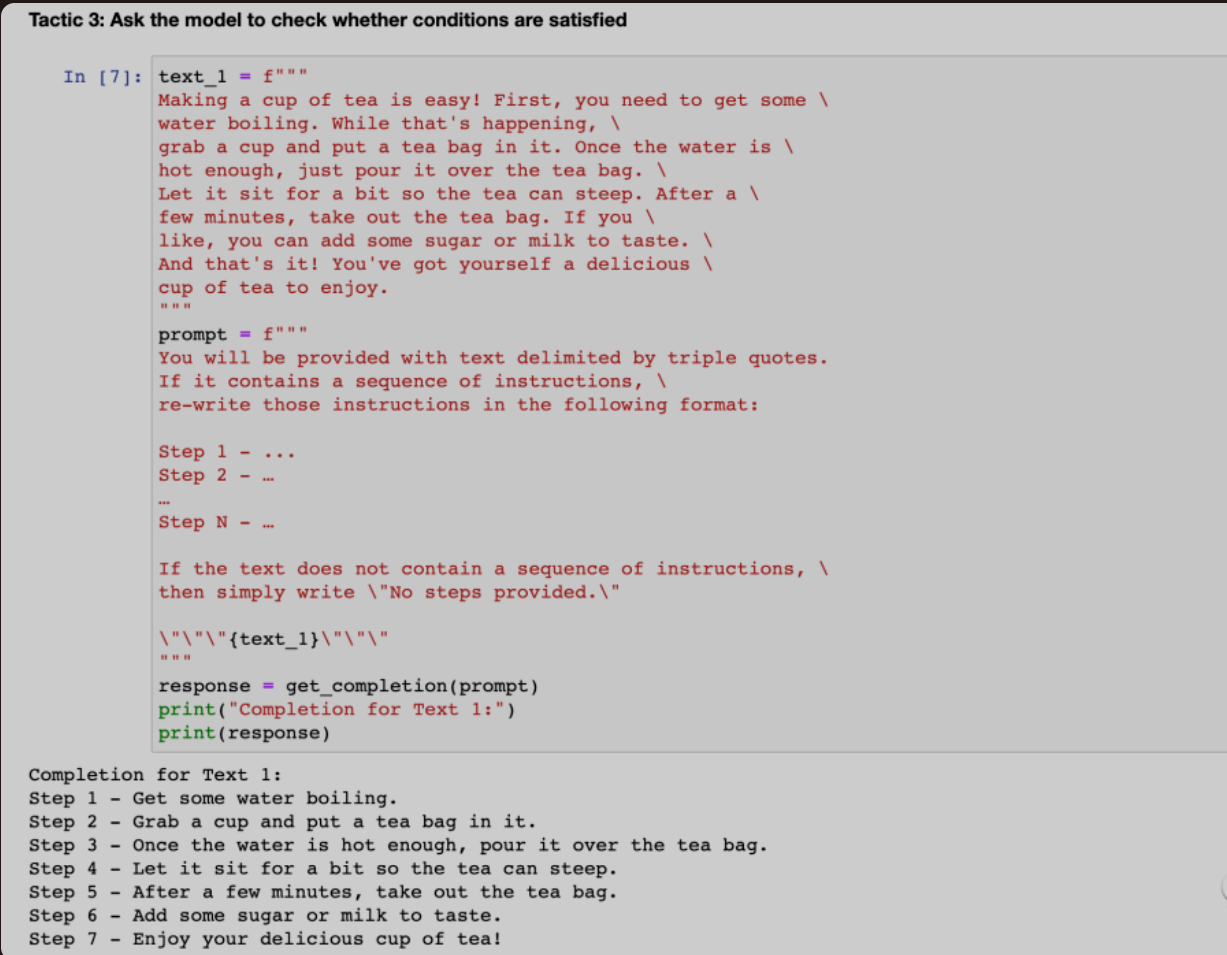 Tactic 3: Ask the model to check whether conditions are satisfied
In [7]: text_1 = f"""
Making a cup of tea is easy! First, you need to get some \
water boiling. While that's happening, \
grab a cup and put a tea bag in it. Once the water is \
hot enough, just pour it over the tea bag. \
Let it sit for a bit so the tea can steep. After a \
few minutes, take out the tea bag. If you \
like, you can add some sugar or milk to taste. \
And that's it! You've got yourself a delicious \
cup of tea to enjoy.
"""
prompt = f"""
You will be provided with text delimited by triple quotes.
If it contains a sequence of instructions, \
re-write those instructions in the following format:

Step 1 - ...
Step 2 - …
…
Step N - …

If the text does not contain a sequence of instructions, \
then simply write \"No steps provided.\"

\"\"\"{text_1}\"\"\"
"""
response = get_completion(prompt)
print("Completion for Text 1:")
print(response)
Completion for Text 1:
Step 1 - Get some water boiling.
Step 2 - Grab a cup and put a tea bag in it.
Step 3 - Once the water is hot enough, pour it over the tea bag.
Step 4 - Let it sit for a bit so the tea can steep.
Step 5 - After a few minutes, take out the tea bag.
Step 6 - Add some sugar or milk to taste.
Step 7 - Enjoy your delicious cup of tea!